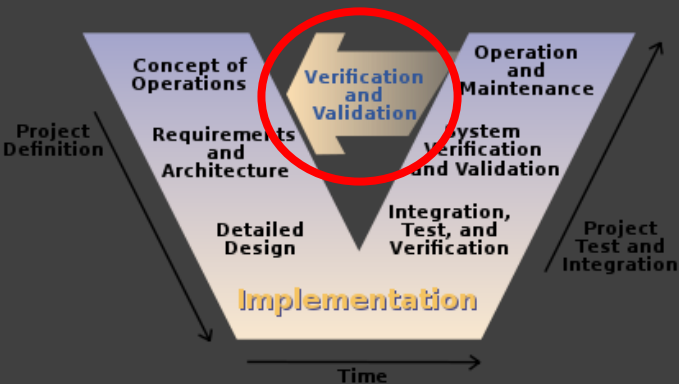 Concept of
Operations
Verification
and
Validation
Operation
and
Maintenance
Project
Definition
Requirements
and
Architecture
System
Verification
and Validation
Detailed
Design
Integration,
Test, and
Verification
Project
Test and
Integration
Implementation
Time